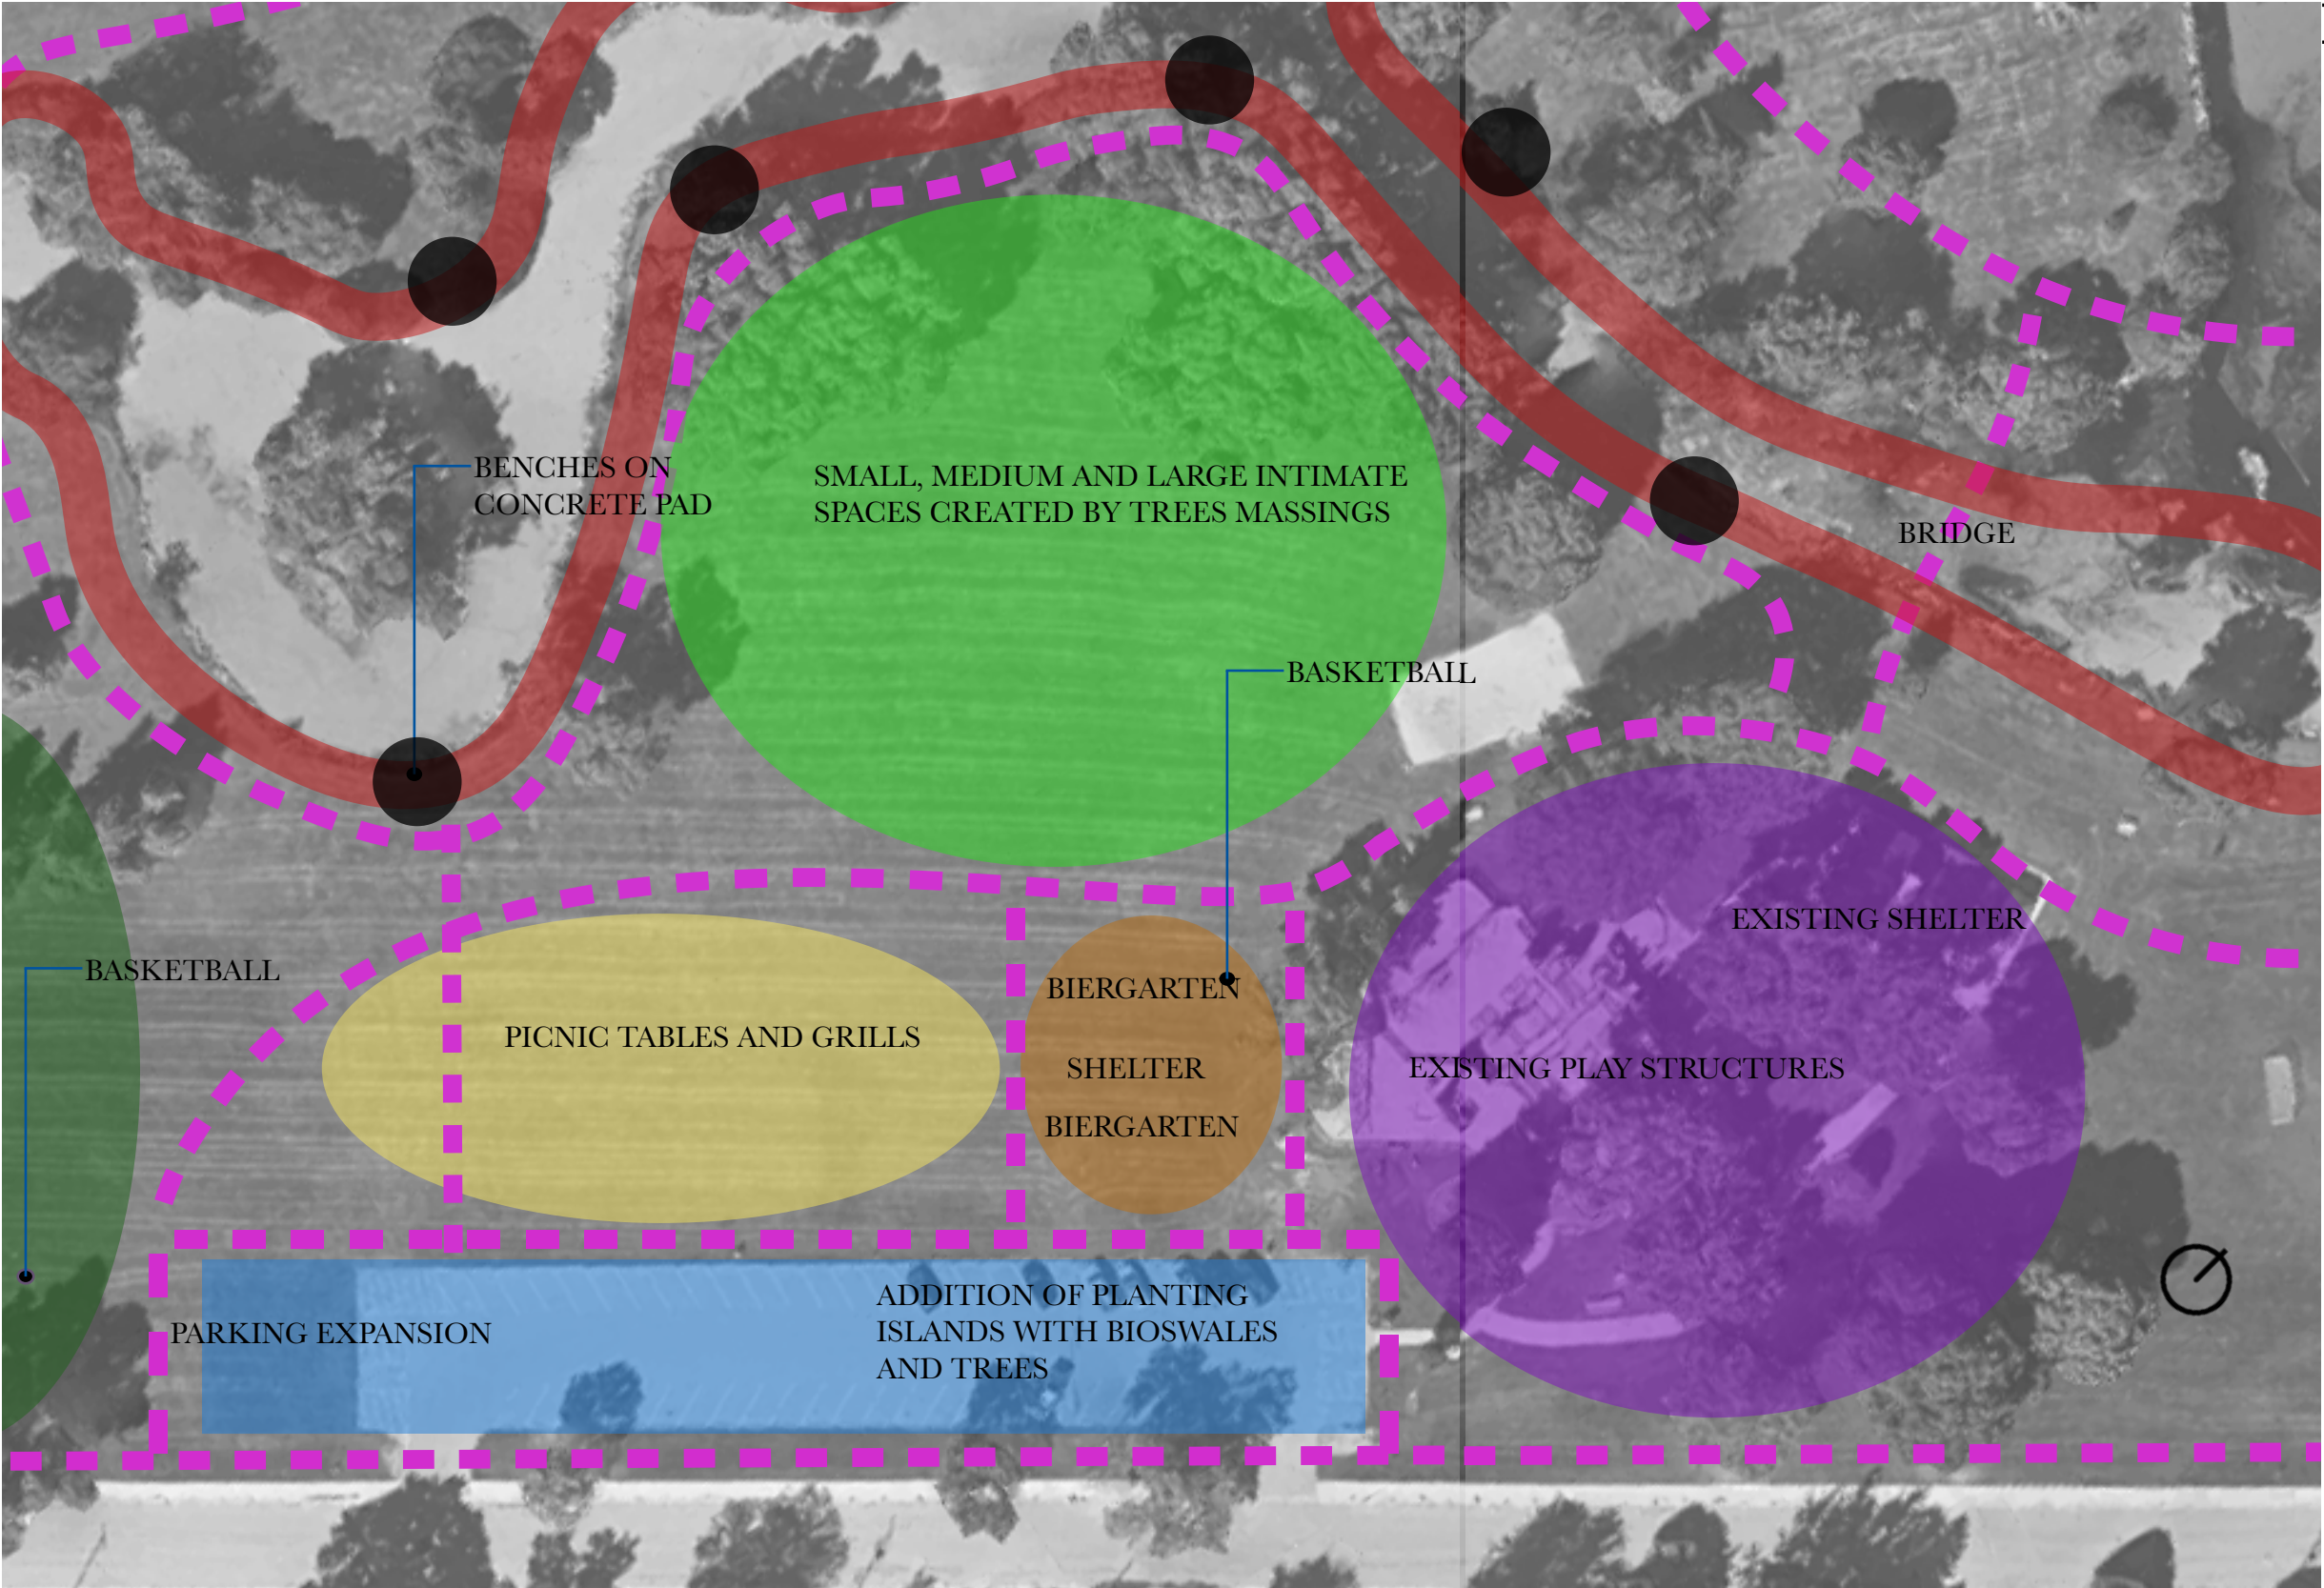 BENCHES ON
CONCRETE PAD
SMALL, MEDIUM AND LARGE INTIMATE
SPACES CREATED BY TREES MASSINGS
BRIDGE
BASKETBALL
EXISTING SHELTER
BASKETBALL
BIERGARTEN
PICNIC TABLES AND GRILLS
SHELTER
EXISTING PLAY STRUCTURES
BIERGARTEN
PARKING EXPANSION
ADDITION OF PLANTING
ISLANDS WITH BIOSWALES
AND TREES